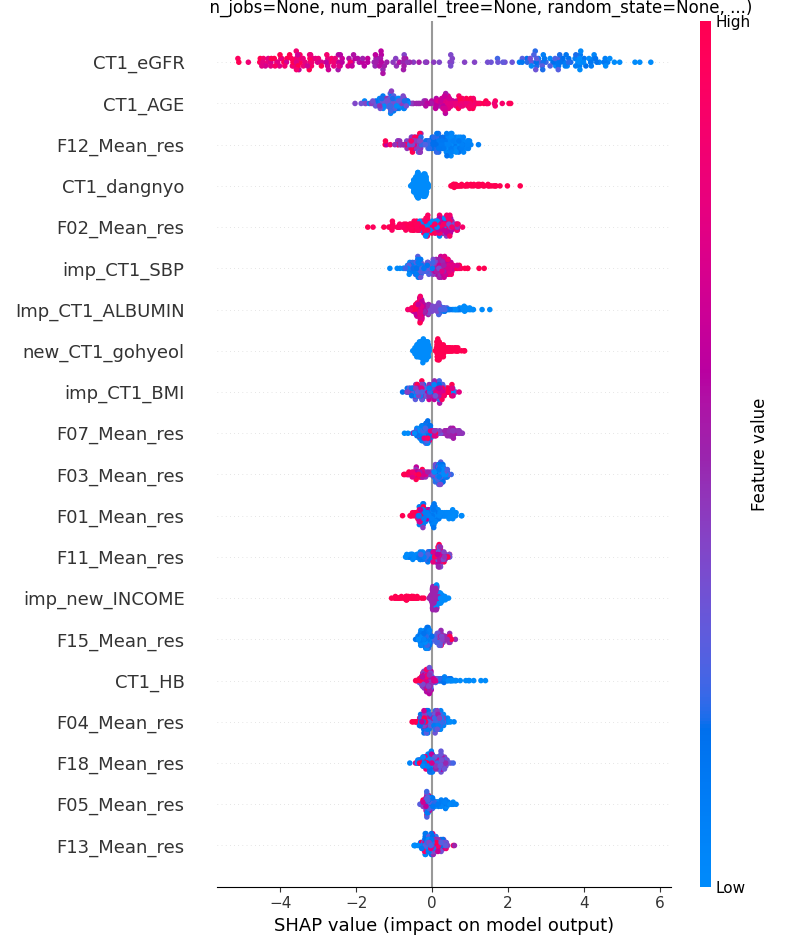 n_jobs=None, num_parallel_tree=None, random_state=None, ...)
High
CT1_eGFR
CT1_AGE
F12_Mean_res
CT1_dangnyo
F02_Mean_res
imp_CT1_SBP
Imp_CT1_ALBUMIN
new_CT1_gohyeol
imp_CT1_BMI
F07_Mean_res
F03_Mean_res
F01_Mean_res
F11_Mean_res
imp_new_INCOME
F15_Mean_res
CT1_HB
F04_Mean_res
F18_Mean_res
F05_Mean_res
F13_Mean_res
Feature value
Low
−4 −2 0 2 4 6
SHAP value (impact on model output)